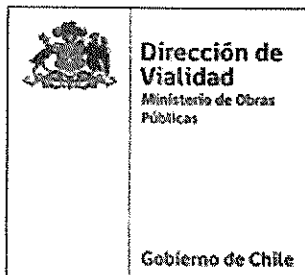 Dirección de
Vialidad
Ministerio de Obras
Públicas
Gobierno de Chile